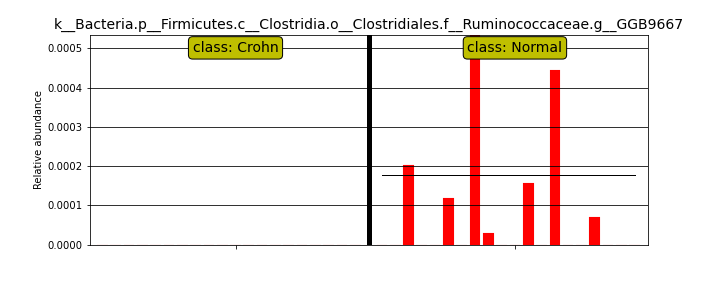 k__Bacteria.p__Firmicutes.c__Clostridia.o__Clostridiales.f__Ruminococcaceae.g__GGB9667
class: Crohn
class: Normal
0.0005
0.0004
0.0003
0.0002
0.0001
0.0000
Relative abundance